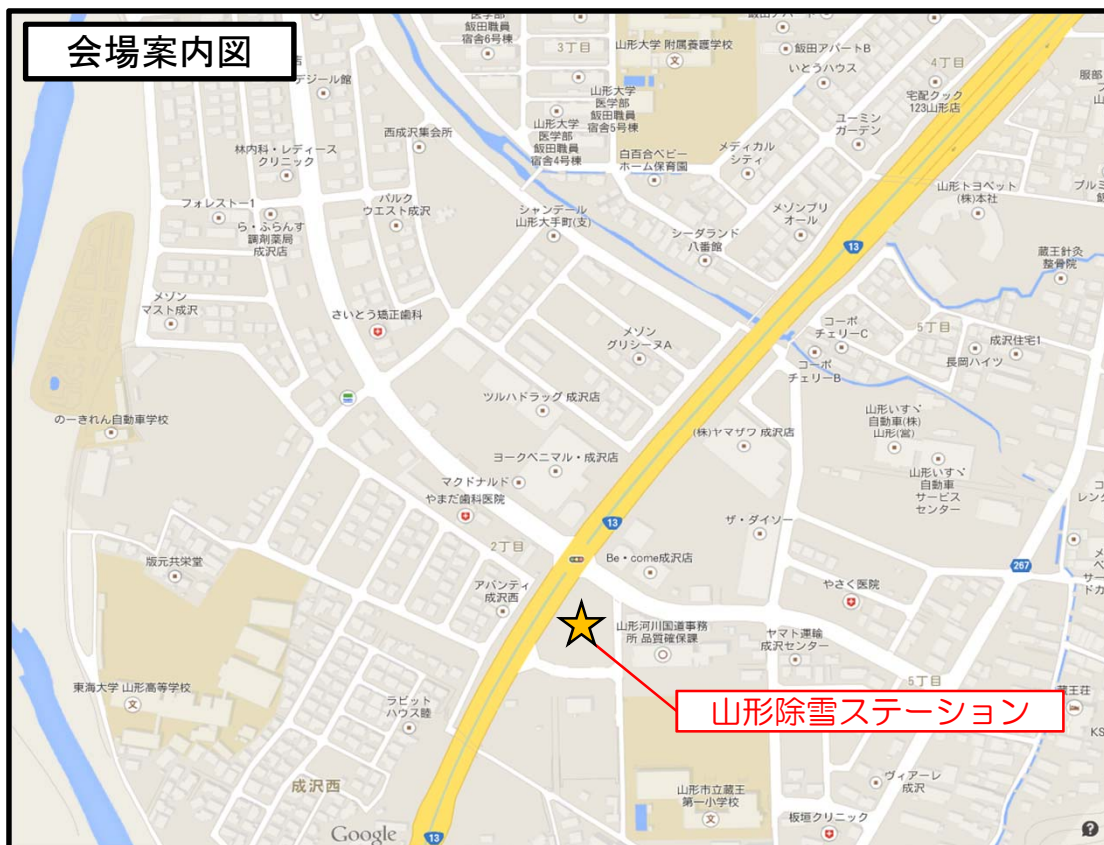 会場案内図
医学部
飯田職員
宿舎6号棟
3丁目
山形大学 附属養護学校
飯田アパートB
いとうハウス
4丁目
宅配クック
123山形店
デジール館
西成沢集会所
山形大学
医学部
飯田職員
宿舎5号棟
山形大学
医学部
飯田職員
宿舎4号棟
ユーミン
ガーデン
メディカル
シティ
白百合ベビー
ホーム保育園
林内科・レディース
クリニック
フォレストー1
ら・ふらんす
調剤薬局
成沢店
パルク
ウエスト成沢
シャンテール
山形大手町(支)
シーダランド
八番館
メゾンブリ
オール
山形トヨペット
(株)本社
13
蔵王針灸
整骨院
メゾン
マスト成沢
さいとう矯正歯科
メゾン
グリシーヌA
コーポ
チェリーC
5丁目
成沢住宅1
長岡ハイツ
コーポ
チェリーB
ツルハドラッグ 成沢店
のーきれん自動車学校
(株)ヤマザワ 成沢店
山形いすゞ
自動車(株)
山形(営)
ヨークベニマル・成沢店
マクドナルド
やまだ歯科医院
山形いすゞ
自動車
サービス
センター
13
ザ・ダイソー
2丁目
版元共栄堂
Be・come成沢店
267
アバンティ
成沢西
やさく医院
山形河川国道事務
所 品質確保課
ヤマト運輸
成沢センター
5丁目
東海大学 山形高等学校
ラビット
ハウス睦
山形除雪ステーション
蔵王荘
成沢西
山形市立蔵王
第一小学校
ヴィアーレ
成沢
板垣クリニック
Google
13